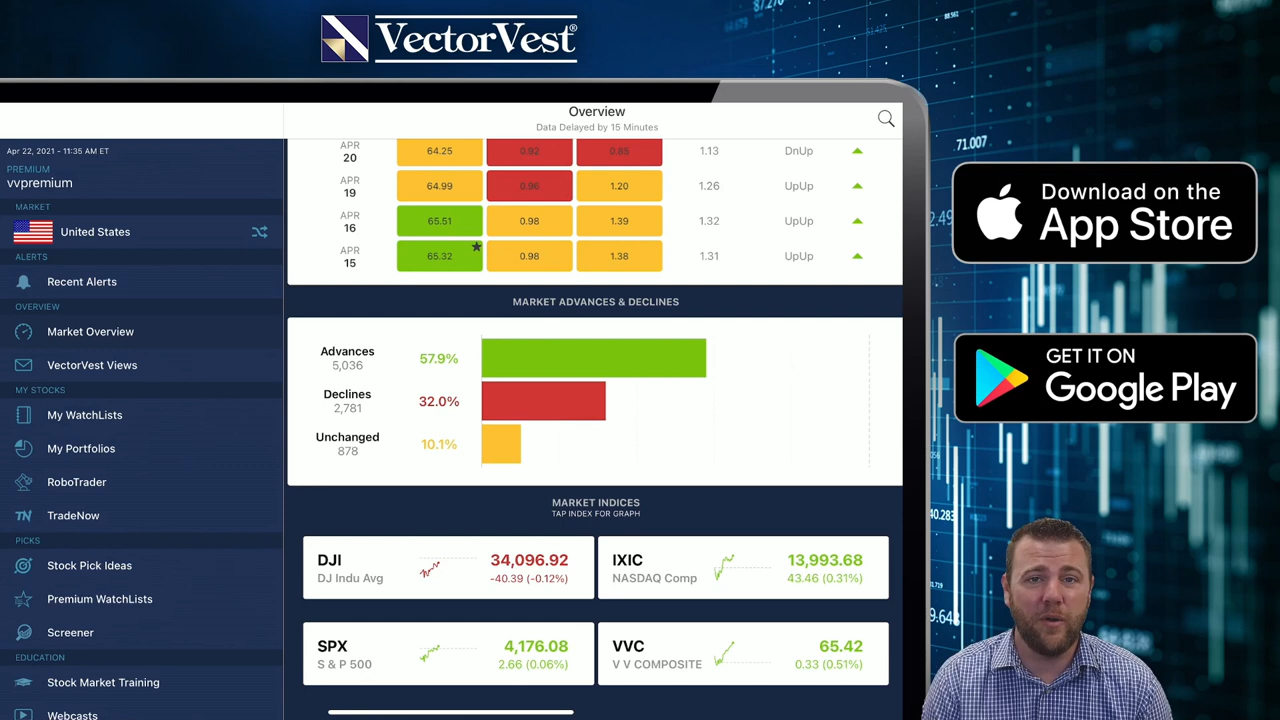 VectorVest®
87.270
88.562
71.007
Overview
Data Delayed by 15 Minutes
Apr 22, 2021 - 11:35 AM ET
PREMIUM
vvpremium
MARKET
United States
ALERTS
Recent Alerts
OVERVIEW
Market Overview
VectorVest Views
MY STOCKS
My WatchLists
My Portfolios
RoboTrader
TradeNow
PICKS
Stock Pick Ideas
Premium WatchLists
Screener
EDUCATION
Stock Market Training
Webcasts
APR 20 64.25 0.92 0.85 1.13 DnUp
APR 19 64.99 0.96 1.20 1.26 UpUp
APR 16 65.51 0.98 1.39 1.32 UpUp
APR 15 65.32 0.98 1.38 1.31 UpUp
MARKET ADVANCES & DECLINES
Advances 57.9%
5,036
Declines 32.0%
2,781
Unchanged 10.1%
878
MARKET INDICES
TAP INDEX FOR GRAPH
DJI 34,096.92
DJ Indu Avg -40.39 (-0.12%)
IXIC 13,993.68
NASDAQ Comp 43.46 (0.31%)
SPX 4,176.08
S & P 500 2.66 (0.06%)
VVC 65.42
V V COMPOSITE 0.33 (0.51%)
Download on the
App Store
GET IT ON
Google Play
40.283